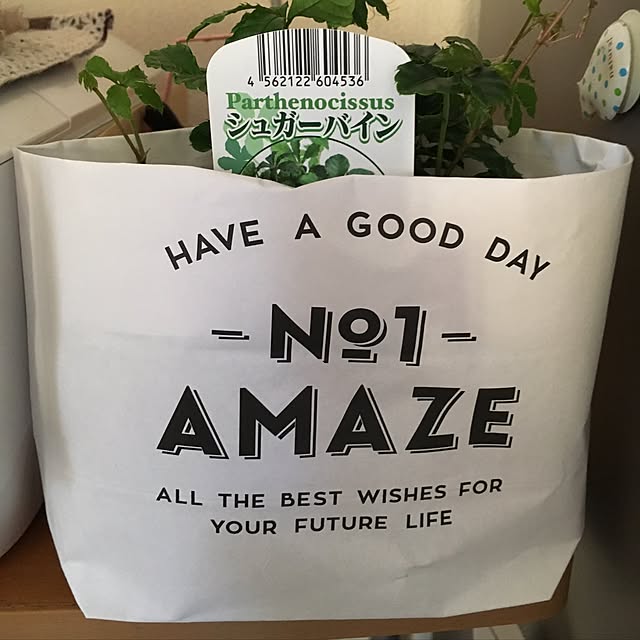 4 562122 604536
Parthenocissus
シュガーバイン
HAVE A GOOD DAY
-No1-
AMAZE
ALL THE BEST WISHES FOR
YOUR FUTURE LIFE